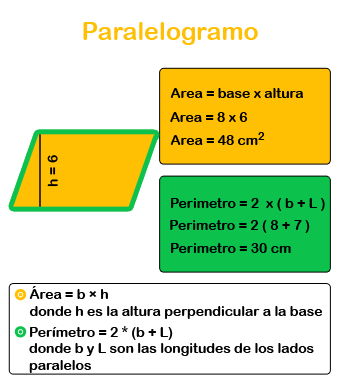 Paralelogramo
h = 6
Area = base x altura
Area = 8 x 6
Area = 48 cm²
Perimetro = 2 x ( b + L )
Perimetro = 2 ( 8 + 7 )
Perimetro = 30 cm
Área = b × h
donde h es la altura perpendicular a la base
Perímetro = 2 * (b + L)
donde b y L son las longitudes de los lados
paralelos